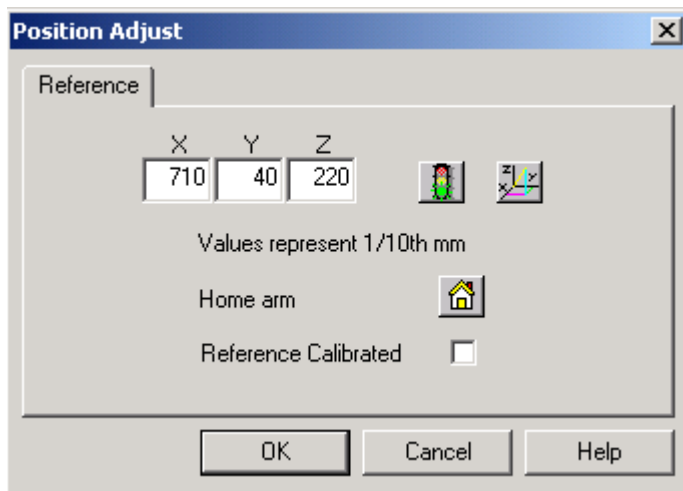 Position Adjust
Reference
X Y Z
710 40 220
Values represent 1/10th mm
Home arm
Reference Calibrated
OK Cancel Help